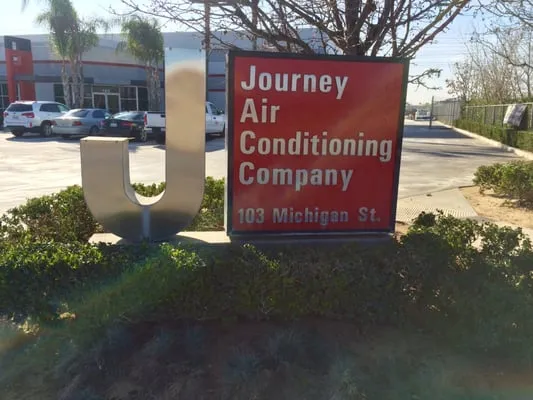 J
Journey
Air
Conditioning
Company
103 Michigan St.